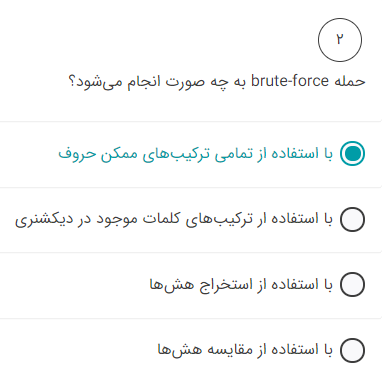 ۲
حمله brute-force به چه صورت انجام می‌شود؟
با استفاده از تمامی ترکیب‌های ممکن حروف
با استفاده ار ترکیب‌های کلمات موجود در دیکشنری
با استفاده از استخراج هش‌ها
با استفاده از مقایسه هش‌ها